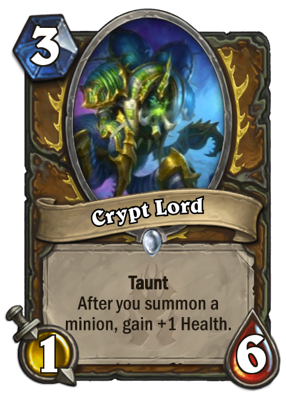 3
Crypt Lord
Taunt
After you summon a
minion, gain +1 Health.
1
6